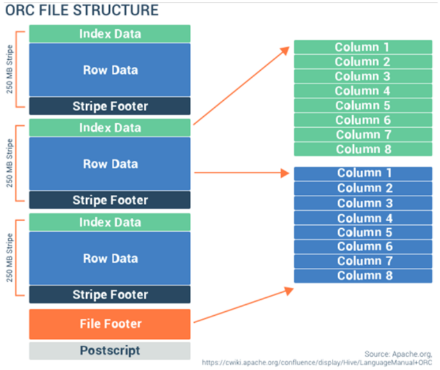 ORC FILE STRUCTURE
250 MB Stripe
Index Data
Row Data
Stripe Footer
250 MB Stripe
Index Data
Row Data
Stripe Footer
250 MB Stripe
Index Data
Row Data
Stripe Footer
File Footer
Postscript
Column 1
Column 2
Column 3
Column 4
Column 5
Column 6
Column 7
Column 8
Column 1
Column 2
Column 3
Column 4
Column 5
Column 6
Column 7
Column 8
Source: Apache.org,
https://cwiki.apache.org/confluence/display/Hive/LanguageManual+ORC